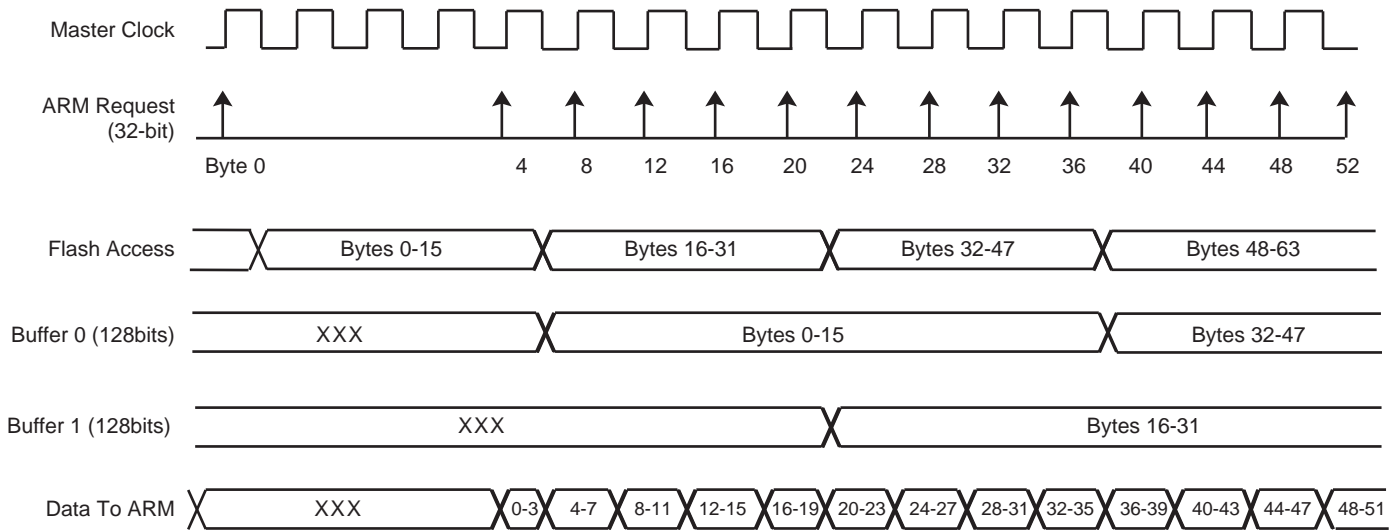 Master Clock
ARM Request
(32-bit)
Byte 0 4 8 12 16 20 24 28 32 36 40 44 48 52
Flash Access Bytes 0-15 Bytes 16-31 Bytes 32-47 Bytes 48-63
Buffer 0 (128bits) XXX Bytes 0-15 Bytes 32-47
Buffer 1 (128bits) XXX Bytes 16-31
Data To ARM XXX 0-3 4-7 8-11 12-15 16-19 20-23 24-27 28-31 32-35 36-39 40-43 44-47 48-51